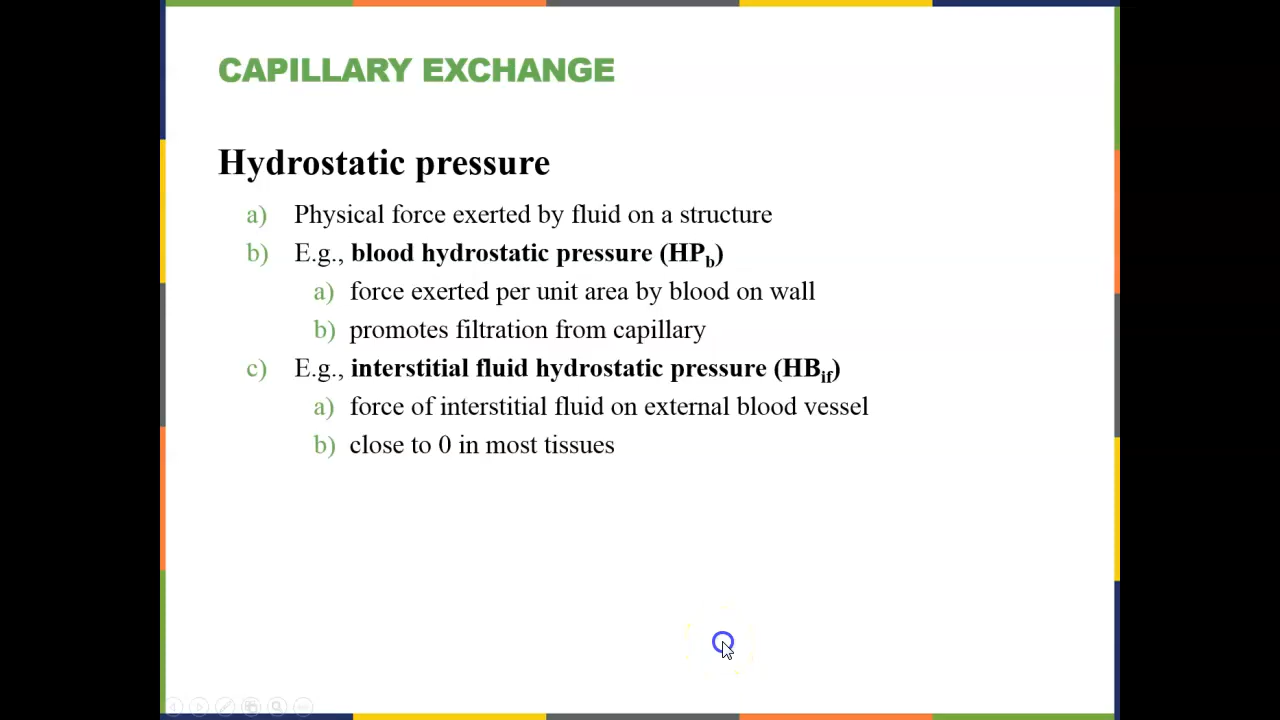 CAPILLARY EXCHANGE
Hydrostatic pressure
a) Physical force exerted by fluid on a structure
b) E.g., blood hydrostatic pressure (HPb)
a) force exerted per unit area by blood on wall
b) promotes filtration from capillary
c) E.g., interstitial fluid hydrostatic pressure (HBif)
a) force of interstitial fluid on external blood vessel
b) close to 0 in most tissues